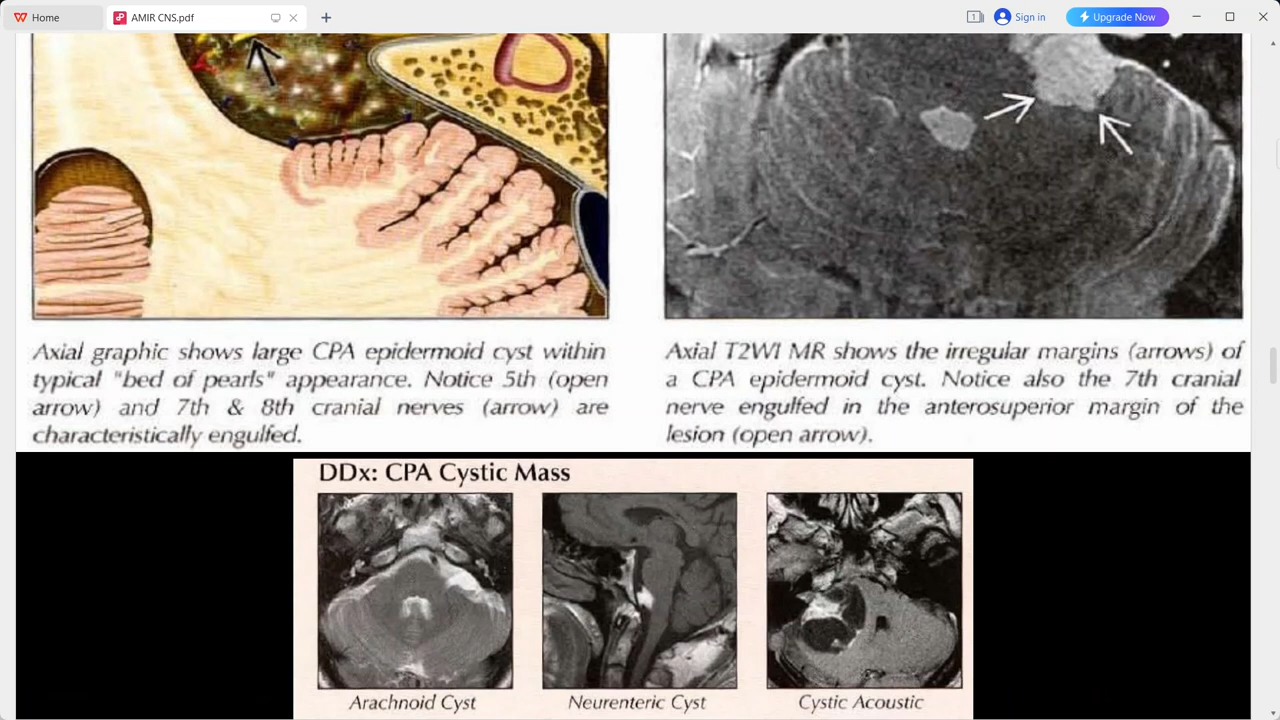 Home
AMIR CNS.pdf
1
Sign in
Upgrade Now
Axial graphic shows large CPA epidermoid cyst within
typical "bed of pearls" appearance. Notice 5th (open
arrow) and 7th & 8th cranial nerves (arrow) are
characteristically engulfed.
Axial T2WI MR shows the irregular margins (arrows) of
a CPA epidermoid cyst. Notice also the 7th cranial
nerve engulfed in the anterosuperior margin of the
lesion (open arrow).
DDx: CPA Cystic Mass
Arachnoid Cyst
Neurenteric Cyst
Cystic Acoustic